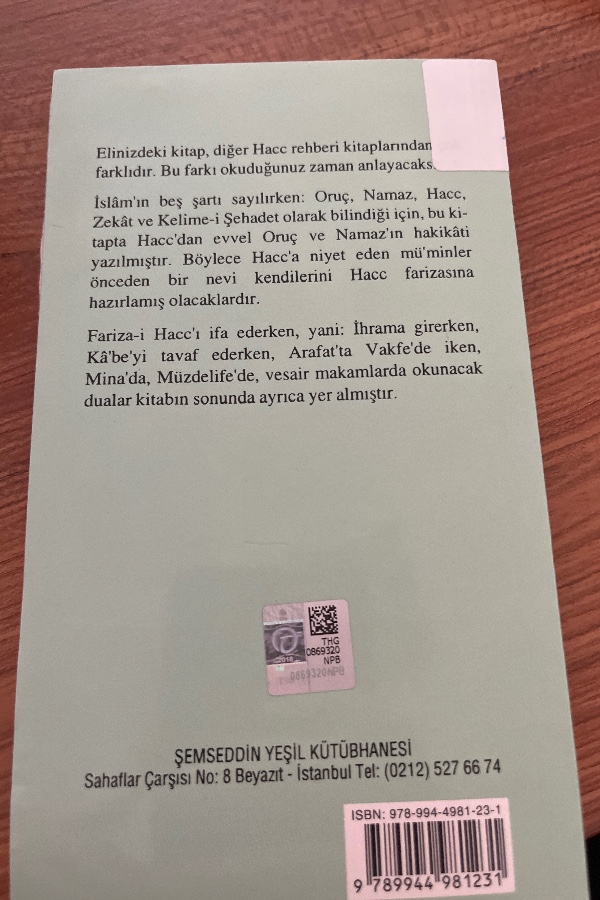 Elinizdeki kitap, diğer Hacc rehberi kitaplarından
farklıdır. Bu farkı okuduğunuz zaman
İslâm'ın beş şartı sayılırken: Oruç, Namaz, Hacc,
Zekât ve Kelime-i Şehadet olarak bilindiği için, bu ki-
tapta Hacc'dan evvel Oruç ve Namaz'ın hakikâti
yazılmıştır. Böylece Hacc'a niyet eden mü'minler
önceden bir nevi kendilerini Hacc farizasına
hazırlamış olacaklardır.
Fariza-i Hacc'ı ifa ederken, yani: İhrama girerken,
Kâ'be'yi tavaf ederken, Arafat'ta Vakfe'de iken,
Mina'da, Müzdelife'de, vesair makamlarda okunacak
dualar kitabın sonunda ayrıca yer almıştır.
THG
0869320
NPB
2018
0869320NPB
ŞEMSEDDİN YEŞİL KÜTÜBHANESİ
Sahaflar Çarşısı No: 8 Beyazıt - İstanbul Tel: (0212) 527 66 74
ISBN: 978-994-4981-23-1
9 789944 981231